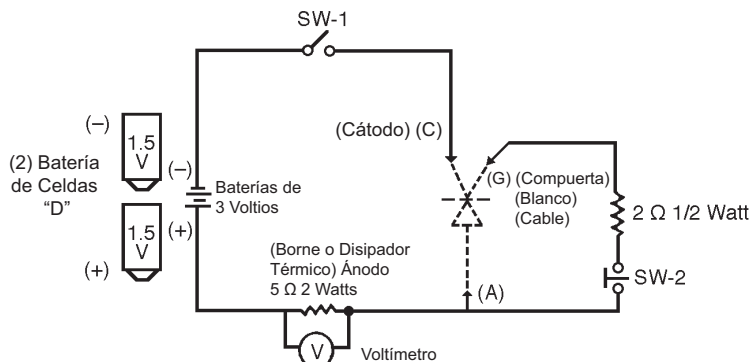 SW-1
(–)
1.5
V
(2) Batería
de Celdas
“D”
1.5
V
(+)
(–)
Baterías de
3 Voltios
(+)
(Cátodo) (C)
(G) (Compuerta)
(Blanco)
(Cable)
2 Ω 1/2 Watt
SW-2
(Borne o Disipador
Térmico) Ánodo
5 Ω 2 Watts
(A)
V
Voltímetro